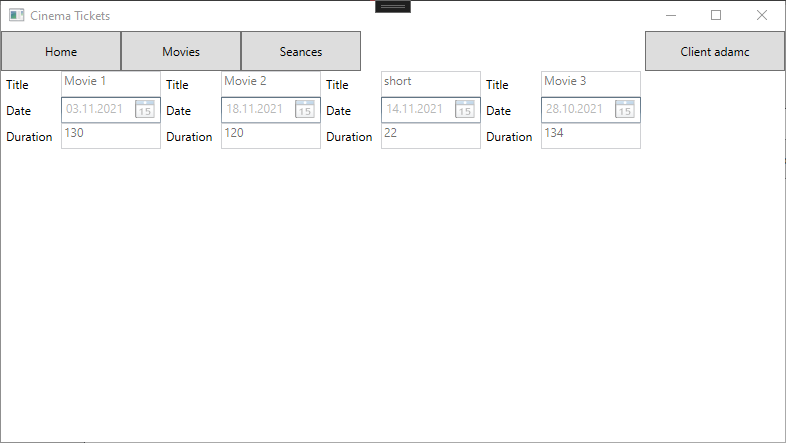 Cinema Tickets
Home Movies Seances Client adamc
Title Movie 1 Title Movie 2 Title short Title Movie 3
Date 03.11.2021 15 Date 18.11.2021 15 Date 14.11.2021 15 Date 28.10.2021 15
Duration 130 Duration 120 Duration 22 Duration 134